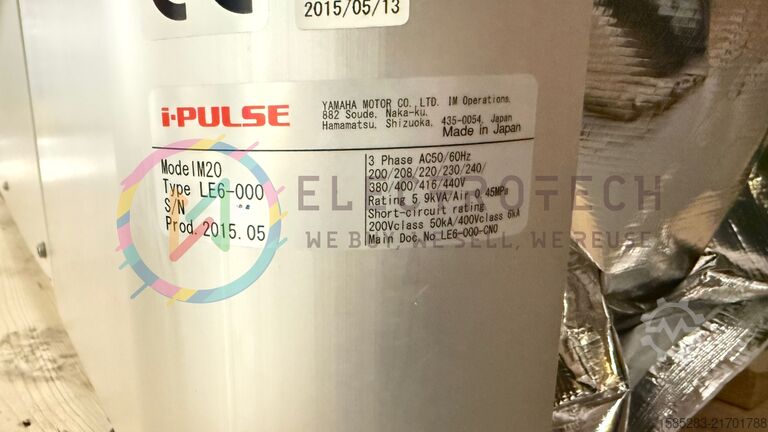 2015/05/13
i-PULSE
YAMAHA MOTOR CO., LTD. IM Operations.
882 Soude, Naka-ku,
Hamamatsu, Shizuoka, 435-0054, Japan
Made in Japan
Model M20
Type LE6-000
S/N
Prod. 2015.05
3 Phase AC50/60Hz
200/208/220/230/240/
380/400/416/440V
Rating 5.9kVA/Air 0.45MPa
Short-circuit rating
200Vclass 50kA/400Vclass 6kA
Main Doc.No LE6-000-CN0
WE BUY, WE SELL, WE REUSE
1585283-21701788